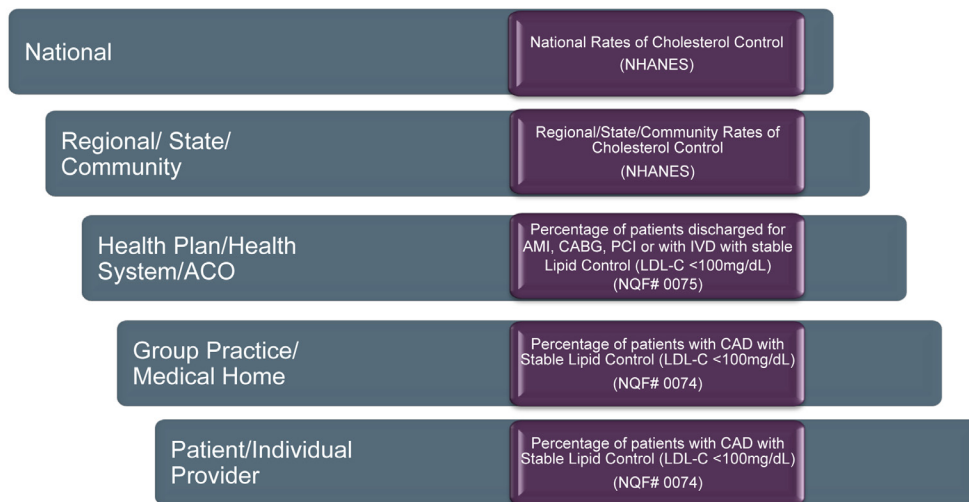 National
National Rates of Cholesterol Control
(NHANES)
Regional/ State/
Community
Regional/State/Community Rates of
Cholesterol Control
(NHANES)
Health Plan/Health
System/ACO
Percentage of patients discharged for
AMI, CABG, PCI or with IVD with stable
Lipid Control (LDL-C <100mg/dL)
(NQF# 0075)
Group Practice/
Medical Home
Percentage of patients with CAD with
Stable Lipid Control (LDL-C <100mg/dL)
(NQF# 0074)
Patient/Individual
Provider
Percentage of patients with CAD with
Stable Lipid Control (LDL-C <100mg/dL)
(NQF# 0074)